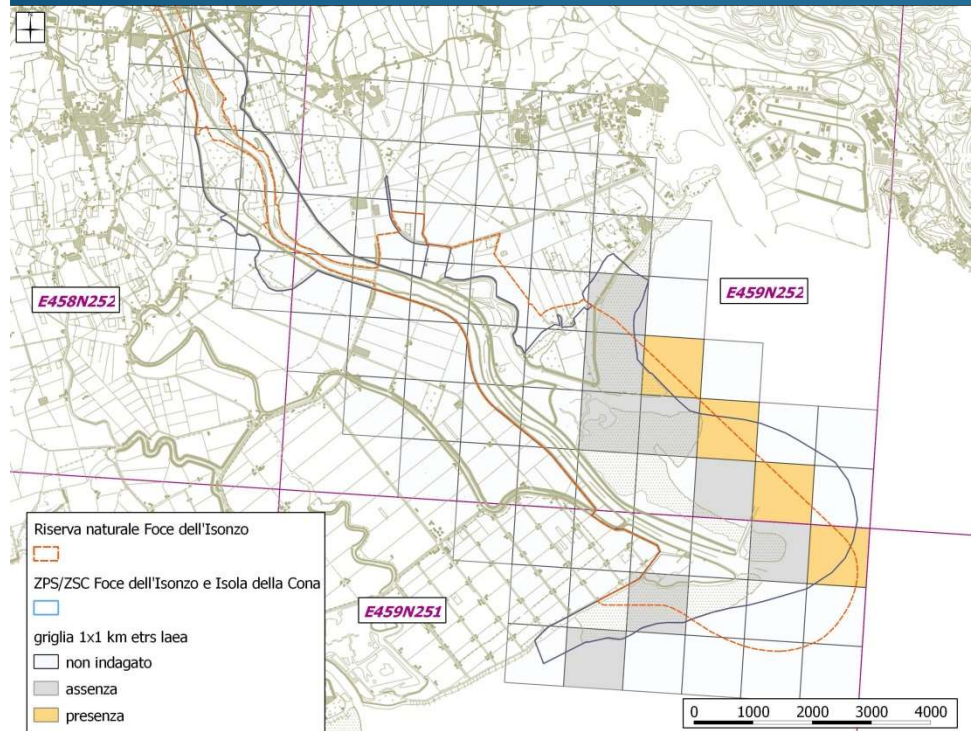 E458N252
E459N252
E459N251
Riserva naturale Foce dell'Isonzo
ZPS/ZSC Foce dell'Isonzo e Isola della Cona
griglia 1x1 km etrs laea
non indagato
assenza
presenza
0 1000 2000 3000 4000